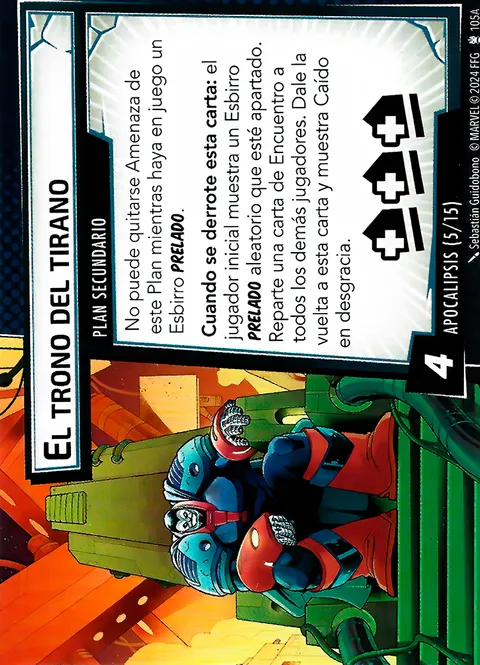 EL TRONO DEL TIRANO
PLAN SECUNDARIO
No puede quitarse Amenaza de
este Plan mientras haya en juego un
Esbirro PRELADO.
Cuando se derrote esta carta: el
jugador inicial muestra un Esbirro
PRELADO aleatorio que esté apartado.
Reparte una carta de Encuentro a
todos los demás jugadores. Dale la
vuelta a esta carta y muestra Caído
en desgracia.
4
APOCALIPSIS (5/15)
Sebastián Guidobono © MARVEL © 2024 FFG 105A